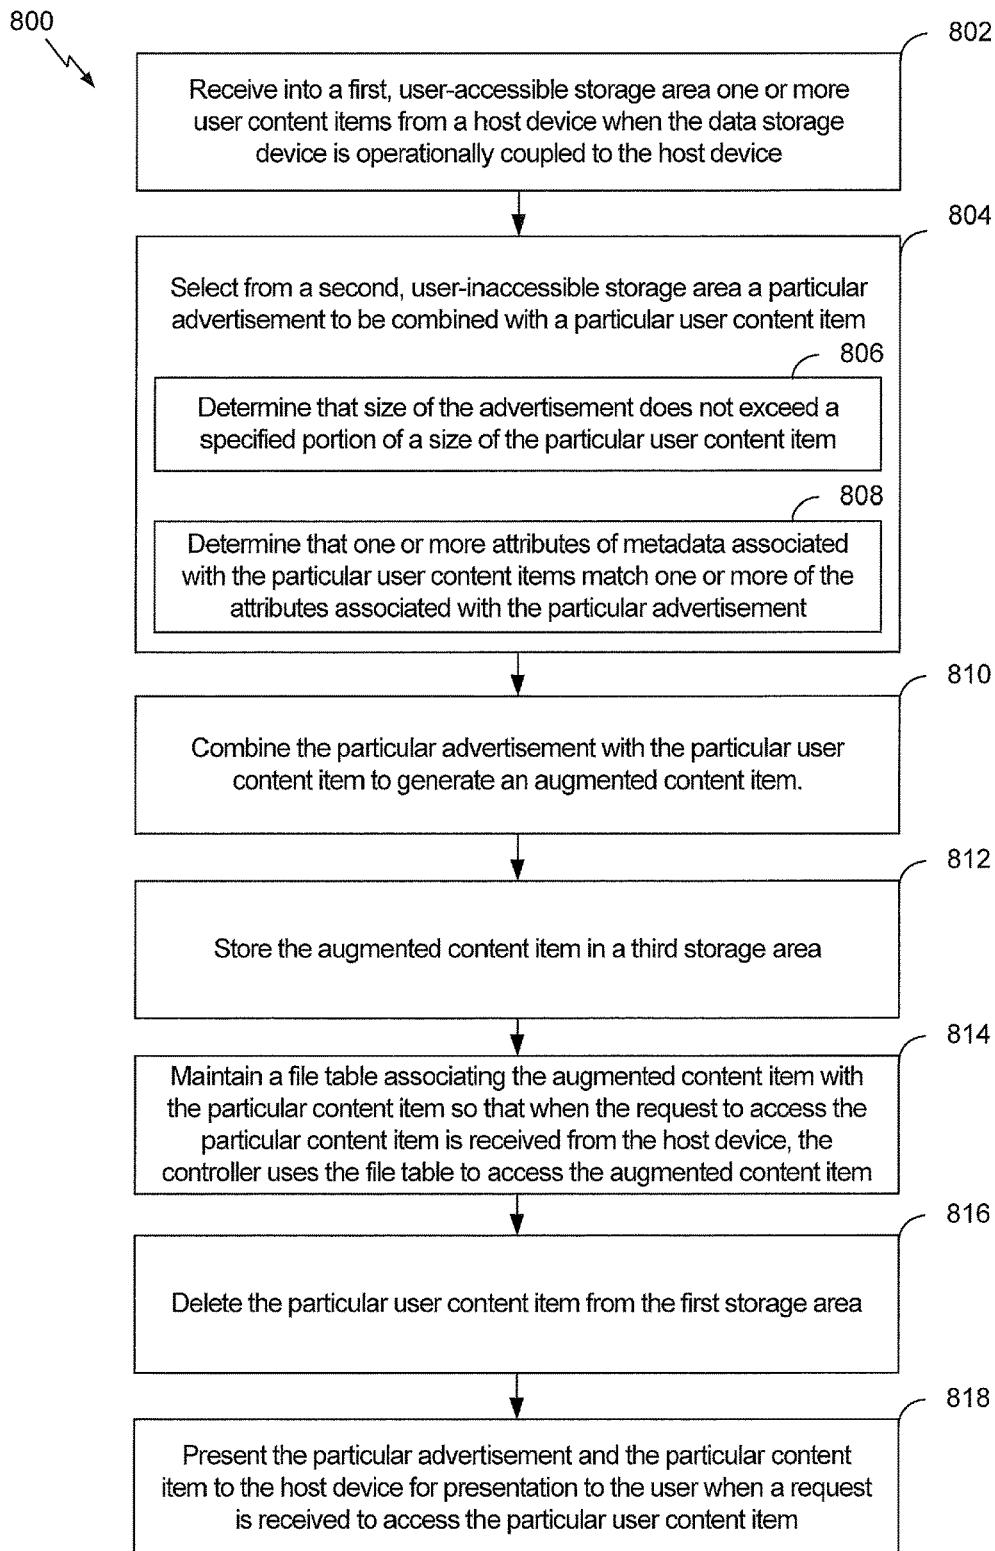 800
802
Receive into a first, user-accessible storage area one or more
user content items from a host device when the data storage
device is operationally coupled to the host device
804
Select from a second, user-inaccessible storage area a particular
advertisement to be combined with a particular user content item
806
Determine that size of the advertisement does not exceed a
specified portion of a size of the particular user content item
808
Determine that one or more attributes of metadata associated
with the particular user content items match one or more of the
attributes associated with the particular advertisement
810
Combine the particular advertisement with the particular user
content item to generate an augmented content item.
812
Store the augmented content item in a third storage area
814
Maintain a file table associating the augmented content item with
the particular content item so that when the request to access the
particular content item is received from the host device, the
controller uses the file table to access the augmented content item
816
Delete the particular user content item from the first storage area
818
Present the particular advertisement and the particular content
item to the host device for presentation to the user when a request
is received to access the particular user content item